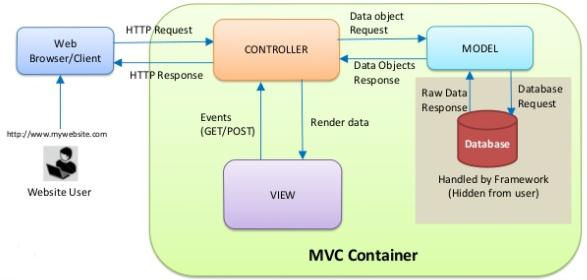 Web
Browser/Client
HTTP Request
HTTP Response
CONTROLLER
Data object
Request
Data Objects
Response
MODEL
Raw Data
Response
Database
Request
Database
Handled by Framework
(Hidden from user)
Events
(GET/POST)
Render data
VIEW
http://www.mywebsite.com
Website User
MVC Container